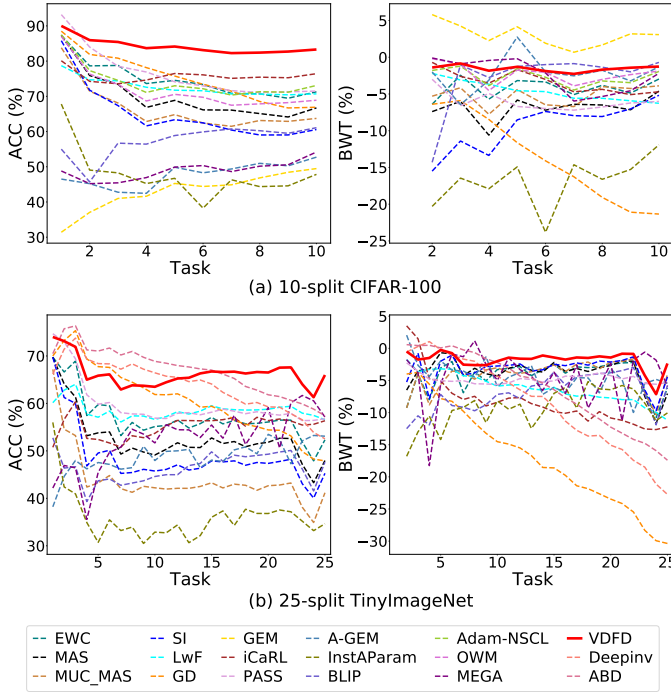 ACC (%)
90
80
70
60
50
40
30
2 4 6 8 10
Task
BWT (%)
5
0
−5
−10
−15
−20
−25
2 4 6 8 10
Task
(a) 10-split CIFAR-100
ACC (%)
70
60
50
40
30
5 10 15 20 25
Task
BWT (%)
5
0
−5
−10
−15
−20
−25
−30
5 10 15 20 25
Task
(b) 25-split TinyImageNet
EWC SI GEM A-GEM Adam-NSCL VDFD
MAS LwF iCaRL InstAParam OWM Deepinv
MUC_MAS GD PASS BLIP MEGA ABD